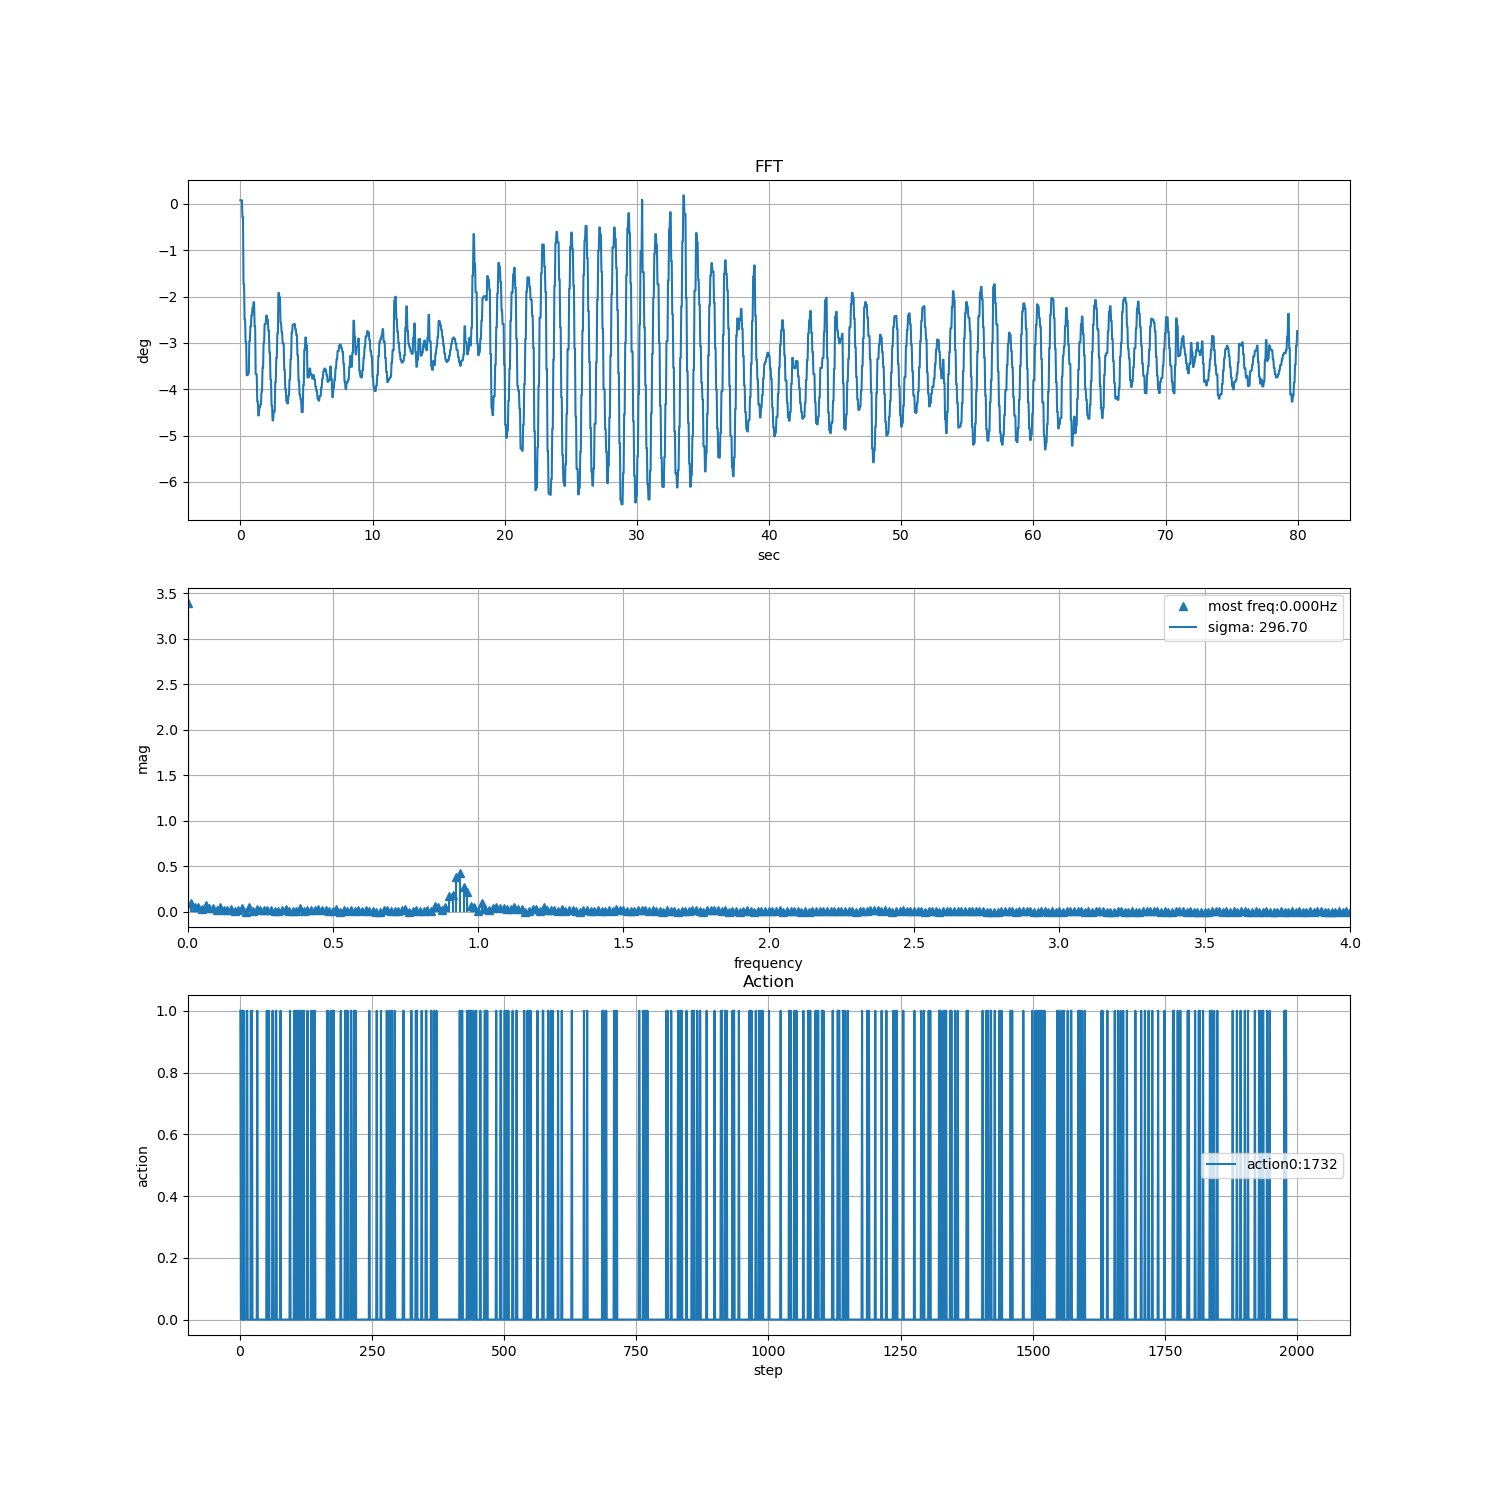 FFT
0
−1
−2
−3
−4
−5
−6
deg
0 10 20 30 40 50 60 70 80
sec
3.5
3.0
2.5
2.0
1.5
1.0
0.5
0.0
mag
most freq:0.000Hz
sigma: 296.70
0.0 0.5 1.0 1.5 2.0 2.5 3.0 3.5 4.0
frequency
Action
1.0
0.8
0.6
0.4
0.2
0.0
action
action0:1732
0 250 500 750 1000 1250 1500 1750 2000
step